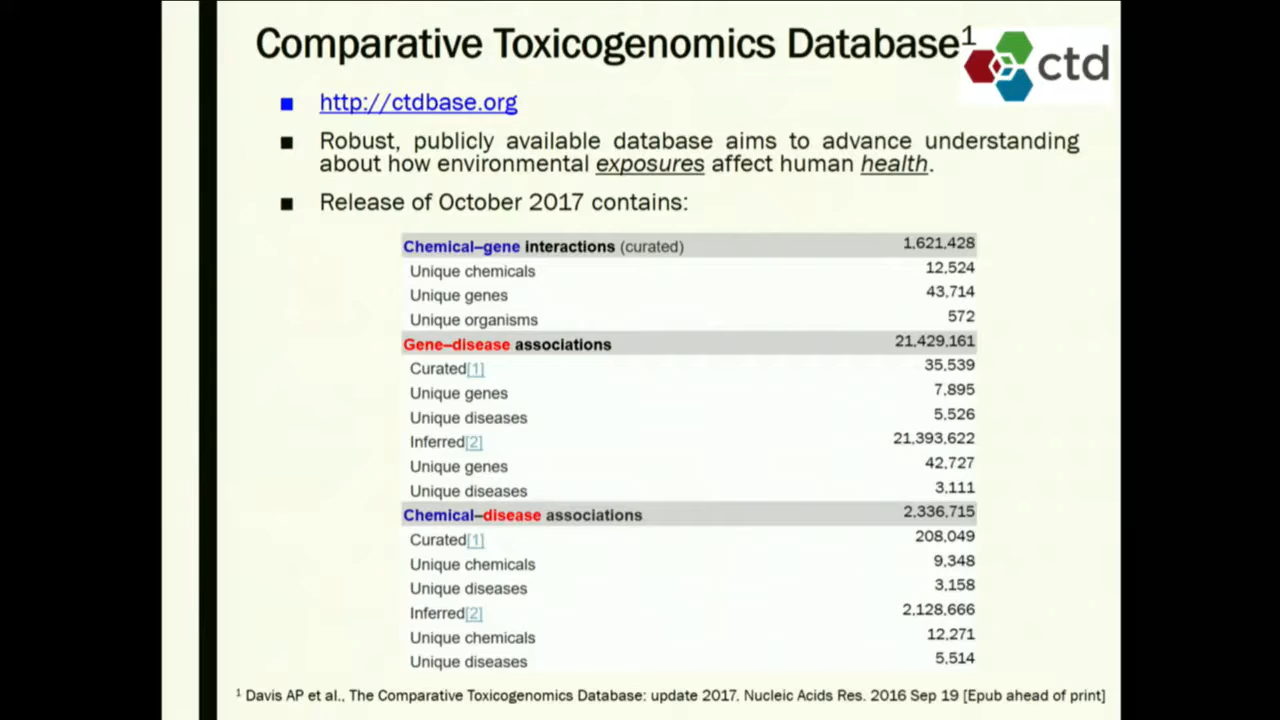 Comparative Toxicogenomics Database1
ctd
http://ctdbase.org
Robust, publicly available database aims to advance understanding
about how environmental exposures affect human health.
Release of October 2017 contains:
Chemical–gene interactions (curated) 1,621,428
Unique chemicals 12,524
Unique genes 43,714
Unique organisms 572
Gene–disease associations 21,429,161
Curated[1] 35,539
Unique genes 7,895
Unique diseases 5,526
Inferred[2] 21,393,622
Unique genes 42,727
Unique diseases 3,111
Chemical–disease associations 2,336,715
Curated[1] 208,049
Unique chemicals 9,348
Unique diseases 3,158
Inferred[2] 2,128,666
Unique chemicals 12,271
Unique diseases 5,514
1 Davis AP et al., The Comparative Toxicogenomics Database: update 2017. Nucleic Acids Res. 2016 Sep 19 [Epub ahead of print]